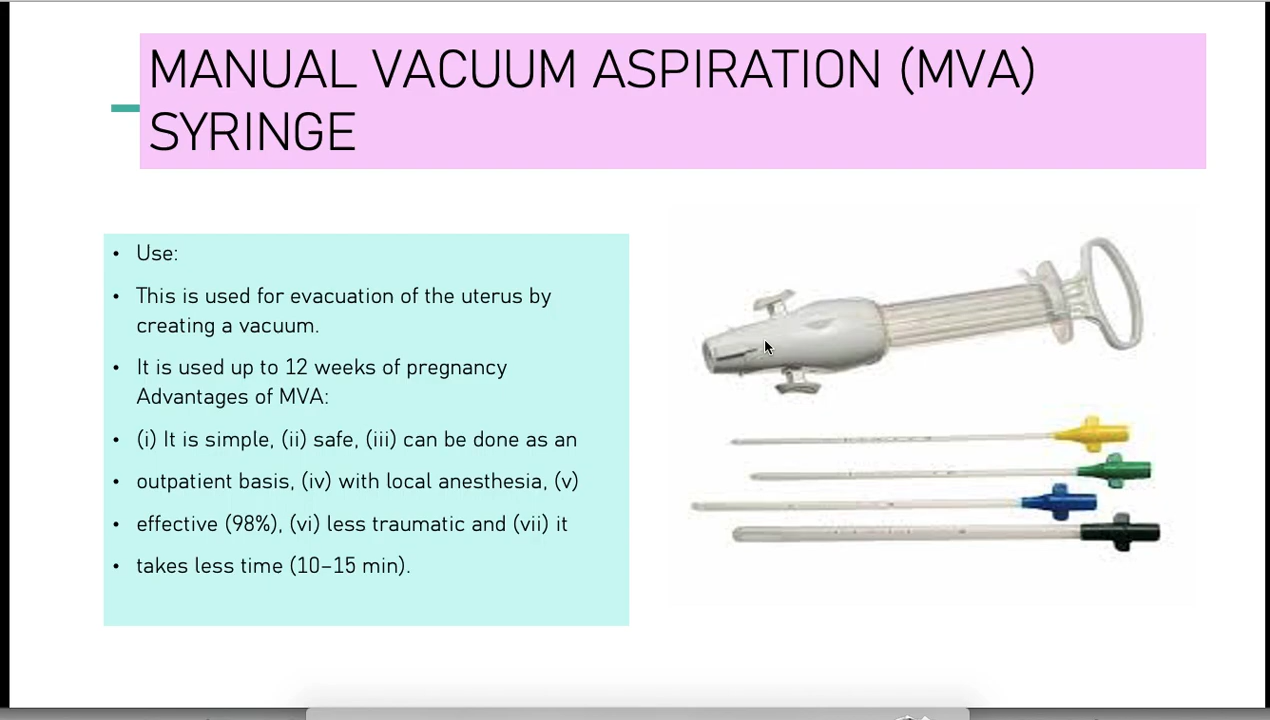 MANUAL VACUUM ASPIRATION (MVA)
SYRINGE
• Use:
• This is used for evacuation of the uterus by
creating a vacuum.
• It is used up to 12 weeks of pregnancy
Advantages of MVA:
• (i) It is simple, (ii) safe, (iii) can be done as an
• outpatient basis, (iv) with local anesthesia, (v)
• effective (98%), (vi) less traumatic and (vii) it
• takes less time (10–15 min).